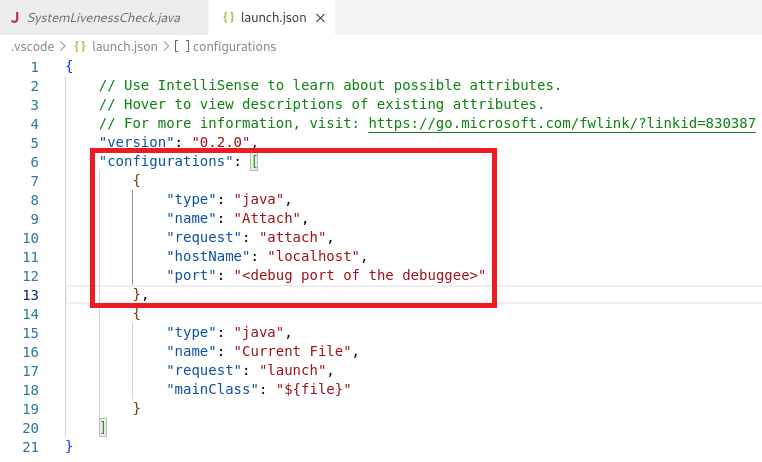 SystemLivenessCheck.java
launch.json
.vscode > launch.json > [ ] configurations
1 {
2 // Use IntelliSense to learn about possible attributes.
3 // Hover to view descriptions of existing attributes.
4 // For more information, visit: https://go.microsoft.com/fwlink/?linkid=830387
5 "version": "0.2.0",
6 "configurations": [
7 {
8 "type": "java",
9 "name": "Attach",
10 "request": "attach",
11 "hostName": "localhost",
12 "port": "<debug port of the debuggee>"
13 },
14 {
15 "type": "java",
16 "name": "Current File",
17 "request": "launch",
18 "mainClass": "${file}"
19 }
20 ]
21 }